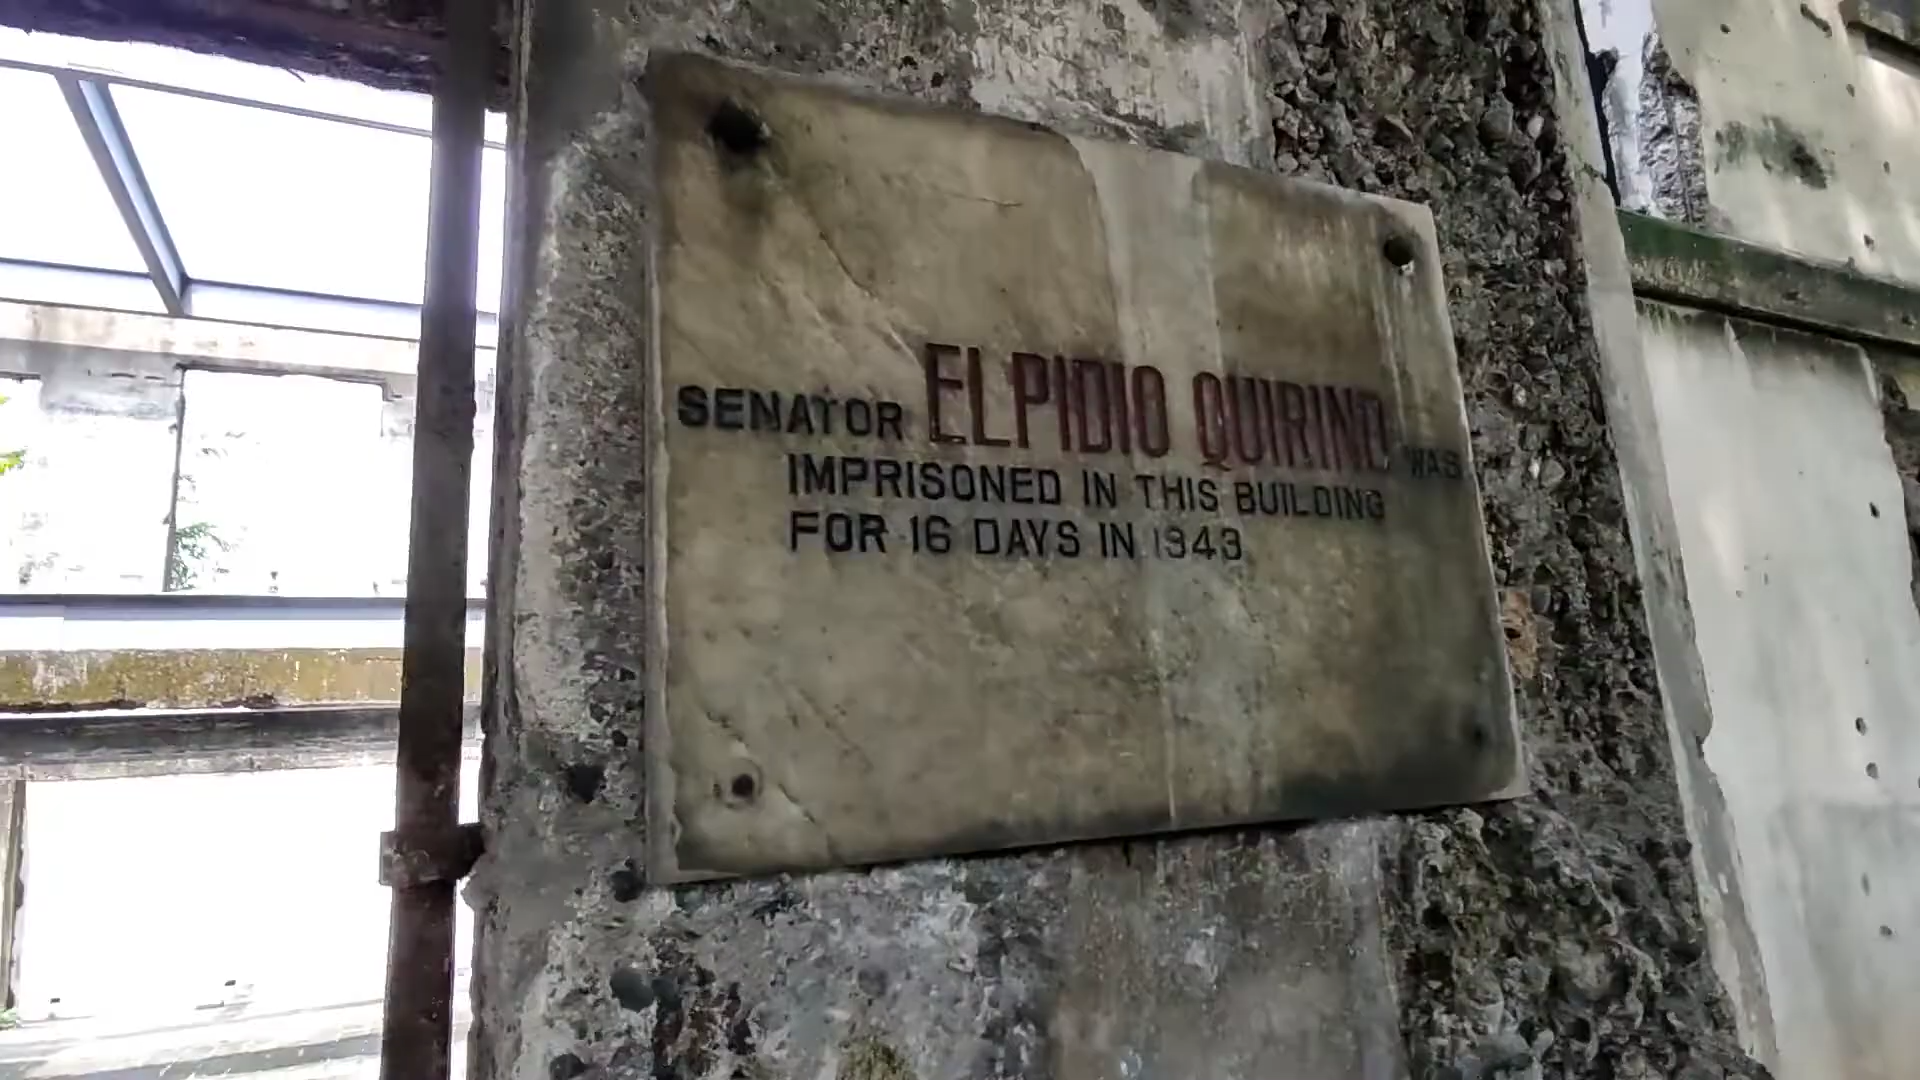 SENATOR ELPIDIO QUIRINO WAS
IMPRISONED IN THIS BUILDING
FOR 16 DAYS IN 1943